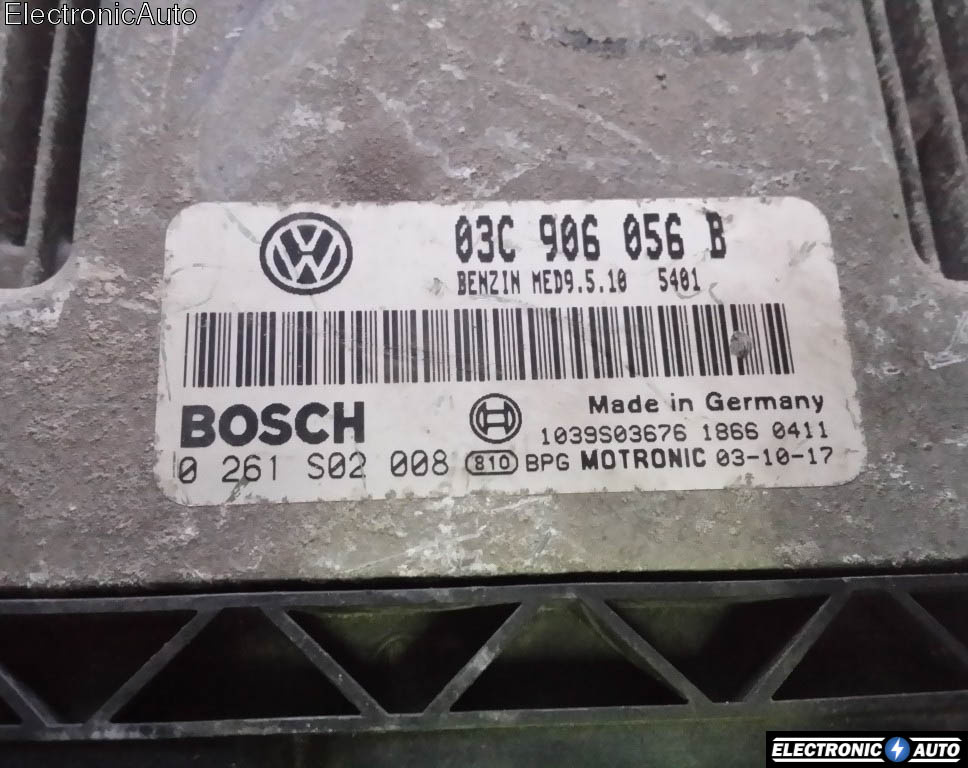 ElectronicAuto
03C 906 056 B
BENZIN MED9.5.10 5401
BOSCH
Made in Germany
1039S03676 1866 0411
0 261 S02 008 810 BPG MOTRONIC 03-10-17
ELECTRONIC AUTO